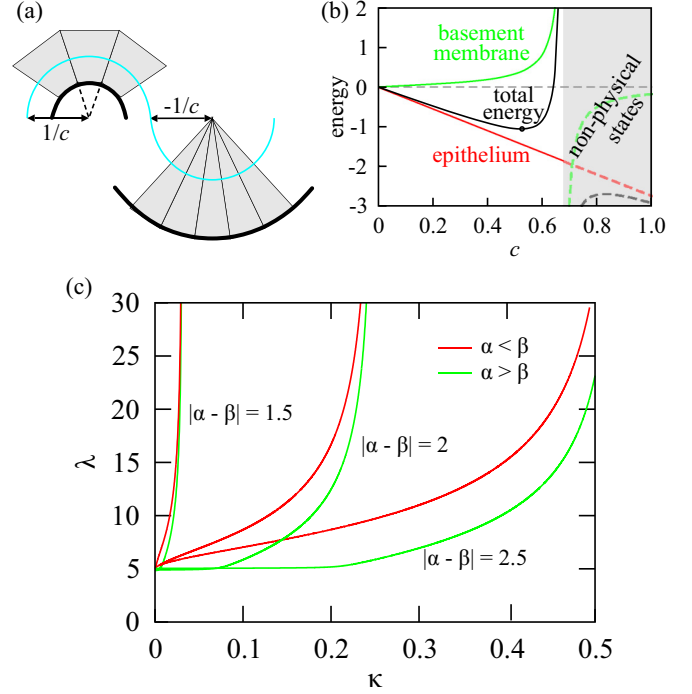 (a)
1/c
-1/c
(b)
2
1
0
-1
-2
-3
energy
basement
membrane
total
energy
epithelium
non-physical
states
0
0.2
0.4
0.6
0.8
1.0
c
(c)
30
25
20
15
10
5
0
λ
α < β
α > β
|α - β| = 1.5
|α - β| = 2
|α - β| = 2.5
0
0.1
0.2
0.3
0.4
0.5
κ